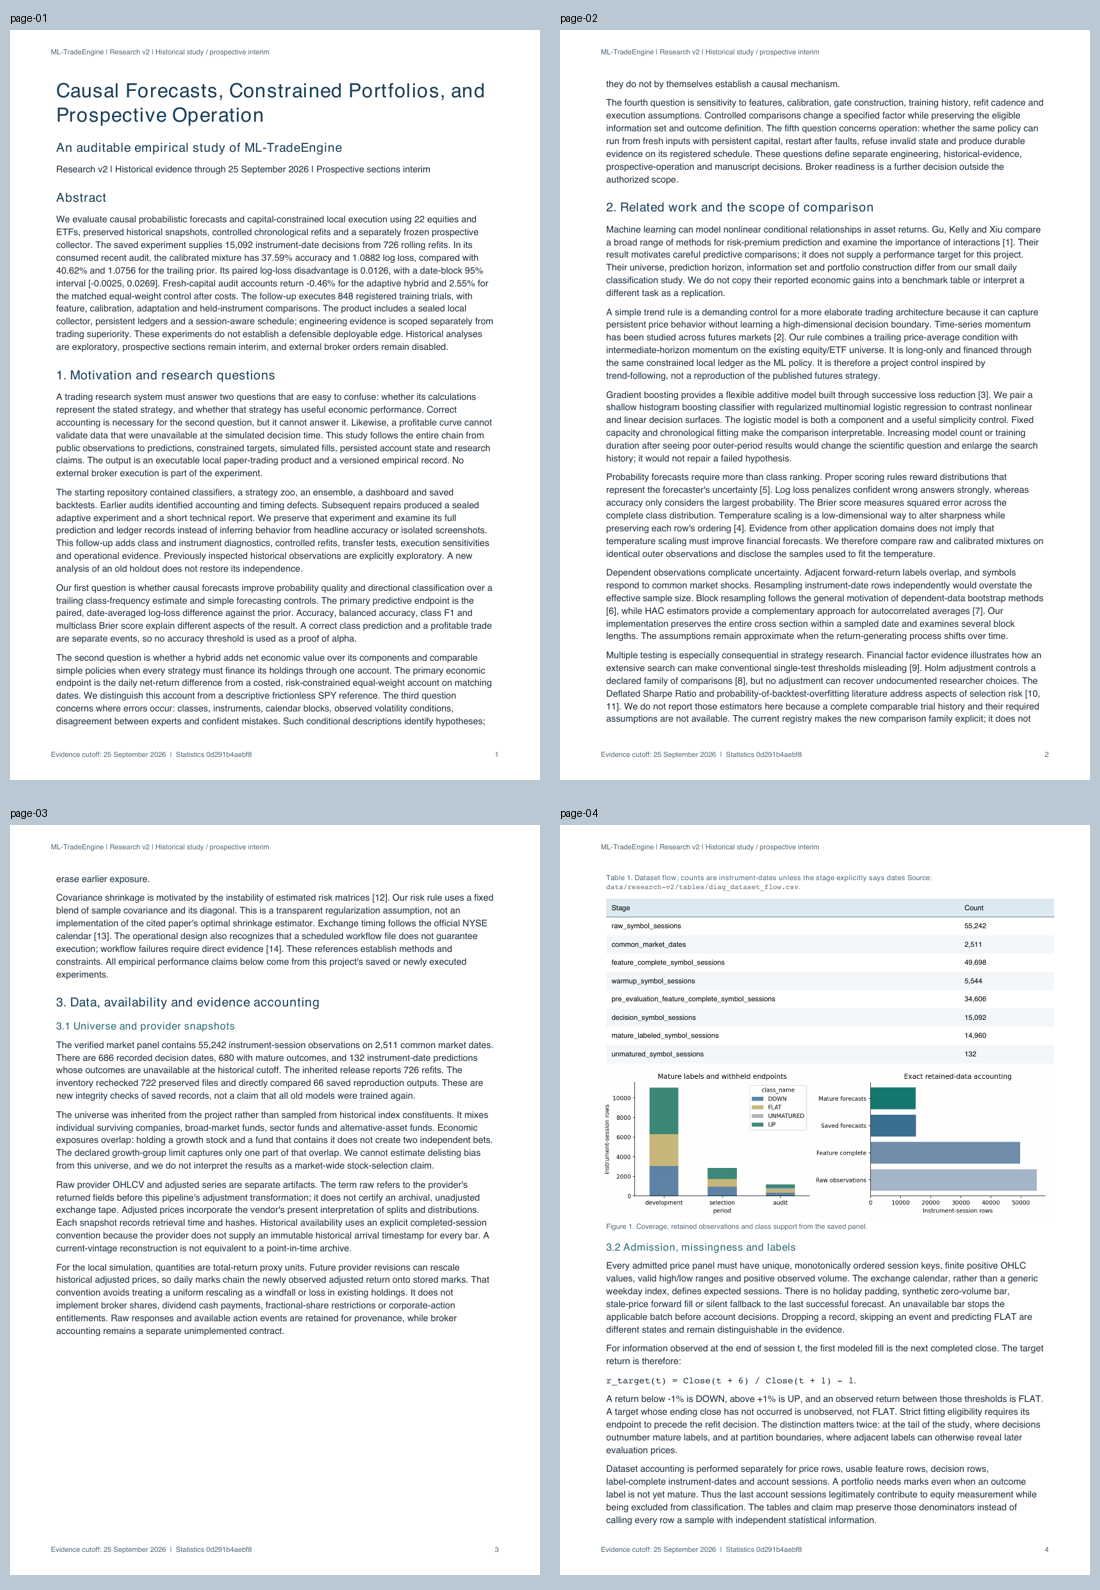 page-01
ML-TradeEngine | Research v2 | Historical study / prospective interim
Causal Forecasts, Constrained Portfolios, and
Prospective Operation
An auditable empirical study of ML-TradeEngine
Research v2 | Historical evidence through 25 September 2026 | Prospective sections interim
Abstract
We evaluate causal probabilistic forecasts and capital-constrained local execution using 22 equities and
ETFs, preserved historical snapshots, controlled chronological refits and a separately frozen prospective
collector. The saved experiment supplies 15,092 instrument-date decisions from 726 rolling refits. In its
consumed recent audit, the calibrated mixture has 37.59% accuracy and 1.0882 log loss, compared with
40.62% and 1.0756 for the trailing prior. Its paired log-loss disadvantage is 0.0126, with a date-block 95%
interval [-0.0025, 0.0269]. Fresh-capital audit accounts return -0.46% for the adaptive hybrid and 2.55% for
the matched equal-weight control after costs. The follow-up executes 848 registered training trials, with
feature, calibration, adaptation and held-instrument comparisons. The product includes a sealed local
collector, persistent ledgers and a session-aware schedule; engineering evidence is scoped separately from
trading superiority. These experiments do not establish a defensible deployable edge. Historical analyses
are exploratory, prospective sections remain interim, and external broker orders remain disabled.
1. Motivation and research questions
A trading research system must answer two questions that are easy to confuse: whether its calculations
represent the stated strategy, and whether that strategy has useful economic performance. Correct
accounting is necessary for the second question, but it cannot answer it. Likewise, a profitable curve cannot
validate data that were unavailable at the simulated decision time. This study follows the entire chain from
public observations to predictions, constrained targets, simulated fills, persisted account state and research
claims. The output is an executable local paper-trading product and a versioned empirical record. No
external broker execution is part of the experiment.
The starting repository contained classifiers, a strategy zoo, an ensemble, a dashboard and saved
backtests. Earlier audits identified accounting and timing defects. Subsequent repairs produced a sealed
adaptive experiment and a short technical report. We preserve that experiment and examine its full
prediction and ledger records instead of inferring behavior from headline accuracy or isolated screenshots.
This follow-up adds class and instrument diagnostics, controlled refits, transfer tests, execution sensitivities
and operational evidence. Previously inspected historical observations are explicitly exploratory. A new
analysis of an old holdout does not restore its independence.
Our first question is whether causal forecasts improve probability quality and directional classification over a
trailing class-frequency estimate and simple forecasting controls. The primary predictive endpoint is the
paired, date-averaged log-loss difference against the prior. Accuracy, balanced accuracy, class F1 and
multiclass Brier score explain different aspects of the result. A correct class prediction and a profitable trade
are separate events, so no accuracy threshold is used as a proof of alpha.
The second question is whether a hybrid adds net economic value over its components and comparable
simple policies when every strategy must finance its holdings through one account. The primary economic
endpoint is the daily net-return difference from a costed, risk-constrained equal-weight account on matching
dates. We distinguish this account from a descriptive frictionless SPY reference. The third question
concerns where errors occur: classes, instruments, calendar blocks, observed volatility conditions,
disagreement between experts and confident mistakes. Such conditional descriptions identify hypotheses;
Evidence cutoff: 25 September 2026 | Statistics 0d291b4aebf8
1
page-02
ML-TradeEngine | Research v2 | Historical study / prospective interim
they do not by themselves establish a causal mechanism.
The fourth question is sensitivity to features, calibration, gate construction, training history, refit cadence and
execution assumptions. Controlled comparisons change a specified factor while preserving the eligible
information set and outcome definition. The fifth question concerns operation: whether the same policy can
run from fresh inputs with persistent capital, restart after faults, refuse invalid state and produce durable
evidence on its registered schedule. These questions define separate engineering, historical-evidence,
prospective-operation and manuscript decisions. Broker readiness is a further decision outside the
authorized scope.
2. Related work and the scope of comparison
Machine learning can model nonlinear conditional relationships in asset returns. Gu, Kelly and Xiu compare
a broad range of methods for risk-premium prediction and examine the importance of interactions [1]. Their
result motivates careful predictive comparisons; it does not supply a performance target for this project.
Their universe, prediction horizon, information set and portfolio construction differ from our small daily
classification study. We do not copy their reported economic gains into a benchmark table or interpret a
different task as a replication.
A simple trend rule is a demanding control for a more elaborate trading architecture because it can capture
persistent price behavior without learning a high-dimensional decision boundary. Time-series momentum
has been studied across futures markets [2]. Our rule combines a trailing price-average condition with
intermediate-horizon momentum on the existing equity/ETF universe. It is long-only and financed through
the same constrained local ledger as the ML policy. It is therefore a project control inspired by
trend-following, not a reproduction of the published futures strategy.
Gradient boosting provides a flexible additive model built through successive loss reduction [3]. We pair a
shallow histogram boosting classifier with regularized multinomial logistic regression to contrast nonlinear
and linear decision surfaces. The logistic model is both a component and a useful simplicity control. Fixed
capacity and chronological fitting make the comparison interpretable. Increasing model count or training
duration after seeing poor outer-period results would change the scientific question and enlarge the search
history; it would not repair a failed hypothesis.
Probability forecasts require more than class ranking. Proper scoring rules reward distributions that
represent the forecaster's uncertainty [5]. Log loss penalizes confident wrong answers strongly, whereas
accuracy only considers the largest probability. The Brier score measures squared error across the
complete class distribution. Temperature scaling is a low-dimensional way to alter sharpness while
preserving each row's ordering [4]. Evidence from other application domains does not imply that
temperature scaling must improve financial forecasts. We therefore compare raw and calibrated mixtures on
identical outer observations and disclose the samples used to fit the temperature.
Dependent observations complicate uncertainty. Adjacent forward-return labels overlap, and symbols
respond to common market shocks. Resampling instrument-date rows independently would overstate the
effective sample size. Block resampling follows the general motivation of dependent-data bootstrap methods
[6], while HAC estimators provide a complementary approach for autocorrelated averages [7]. Our
implementation preserves the entire cross section within a sampled date and examines several block
lengths. The assumptions remain approximate when the return-generating process shifts over time.
Multiple testing is especially consequential in strategy research. Financial factor evidence illustrates how an
extensive search can make conventional single-test thresholds misleading [9]. Holm adjustment controls a
declared family of comparisons [8], but no adjustment can recover undocumented researcher choices. The
Deflated Sharpe Ratio and probability-of-backtest-overfitting literature address aspects of selection risk [10,
11]. We do not report those estimators here because a complete comparable trial history and their required
assumptions are not available. The current registry makes the new comparison family explicit; it does not
Evidence cutoff: 25 September 2026 | Statistics 0d291b4aebf8
2
page-03
ML-TradeEngine | Research v2 | Historical study / prospective interim
erase earlier exposure.
Covariance shrinkage is motivated by the instability of estimated risk matrices [12]. Our risk rule uses a fixed
blend of sample covariance and its diagonal. This is a transparent regularization assumption, not an
implementation of the cited paper's optimal shrinkage estimator. Exchange timing follows the official NYSE
calendar [13]. The operational design also recognizes that a scheduled workflow file does not guarantee
execution; workflow failures require direct evidence [14]. These references establish methods and
constraints. All empirical performance claims below come from this project's saved or newly executed
experiments.
3. Data, availability and evidence accounting
3.1 Universe and provider snapshots
The verified market panel contains 55,242 instrument-session observations on 2,511 common market dates.
There are 686 recorded decision dates, 680 with mature outcomes, and 132 instrument-date predictions
whose outcomes are unavailable at the historical cutoff. The inherited release reports 726 refits. The
inventory rechecked 722 preserved files and directly compared 66 saved reproduction outputs. These are
new integrity checks of saved records, not a claim that all old models were trained again.
The universe was inherited from the project rather than sampled from historical index constituents. It mixes
individual surviving companies, broad-market funds, sector funds and alternative-asset funds. Economic
exposures overlap: holding a growth stock and a fund that contains it does not create two independent bets.
The declared growth-group limit captures only one part of that overlap. We cannot estimate delisting bias
from this universe, and we do not interpret the results as a market-wide stock-selection claim.
Raw provider OHLCV and adjusted series are separate artifacts. The term raw refers to the provider's
returned fields before this pipeline's adjustment transformation; it does not certify an archival, unadjusted
exchange tape. Adjusted prices incorporate the vendor's present interpretation of splits and distributions.
Each snapshot records retrieval time and hashes. Historical availability uses an explicit completed-session
convention because the provider does not supply an immutable historical arrival timestamp for every bar. A
current-vintage reconstruction is not equivalent to a point-in-time archive.
For the local simulation, quantities are total-return proxy units. Future provider revisions can rescale
historical adjusted prices, so daily marks chain the newly observed adjusted return onto stored marks. That
convention avoids treating a uniform rescaling as a windfall or loss in existing holdings. It does not
implement broker shares, dividend cash payments, fractional-share restrictions or corporate-action
entitlements. Raw responses and available action events are retained for provenance, while broker
accounting remains a separate unimplemented contract.
Evidence cutoff: 25 September 2026 | Statistics 0d291b4aebf8
3
page-04
ML-TradeEngine | Research v2 | Historical study / prospective interim
Table 1. Dataset flow; counts are instrument-dates unless the stage explicitly says dates Source:
data/research-v2/tables/diag_dataset_flow.csv.
Stage Count
raw_symbol_sessions 55,242
common_market_dates 2,511
feature_complete_symbol_sessions 49,698
warmup_symbol_sessions 5,544
pre_evaluation_feature_complete_symbol_sessions 34,606
decision_symbol_sessions 15,092
mature_labeled_symbol_sessions 14,960
unmatured_symbol_sessions 132
Mature labels and withheld endpoints
class_name
DOWN
FLAT
UNMATURED
UP
10000
8000
6000
4000
2000
0
Instrument-session rows
development selection audit
period
Exact retained-data accounting
Mature forecasts
Saved forecasts
Feature complete
Raw observations
0 10000 20000 30000 40000 50000
Instrument-session rows
Figure 1. Coverage, retained observations and class support from the saved panel.
3.2 Admission, missingness and labels
Every admitted price panel must have unique, monotonically ordered session keys, finite positive OHLC
values, valid high/low ranges and positive observed volume. The exchange calendar, rather than a generic
weekday index, defines expected sessions. There is no holiday padding, synthetic zero-volume bar,
stale-price forward fill or silent fallback to the last successful forecast. An unavailable bar stops the
applicable batch before account decisions. Dropping a record, skipping an event and predicting FLAT are
different states and remain distinguishable in the evidence.
For information observed at the end of session t, the first modeled fill is the next completed close. The target
return is therefore:
r_target(t) = Close(t + 6) / Close(t + 1) - 1.
A return below -1% is DOWN, above +1% is UP, and an observed return between those thresholds is FLAT.
A target whose ending close has not occurred is unobserved, not FLAT. Strict fitting eligibility requires its
endpoint to precede the refit decision. The distinction matters twice: at the tail of the study, where decisions
outnumber mature labels, and at partition boundaries, where adjacent labels can otherwise reveal later
evaluation prices.
Dataset accounting is performed separately for price rows, usable feature rows, decision rows,
label-complete instrument-dates and account sessions. A portfolio needs marks even when an outcome
label is not yet mature. Thus the last account sessions legitimately contribute to equity measurement while
being excluded from classification. The tables and claim map preserve those denominators instead of
calling every row a sample with independent statistical information.
Evidence cutoff: 25 September 2026 | Statistics 0d291b4aebf8
4